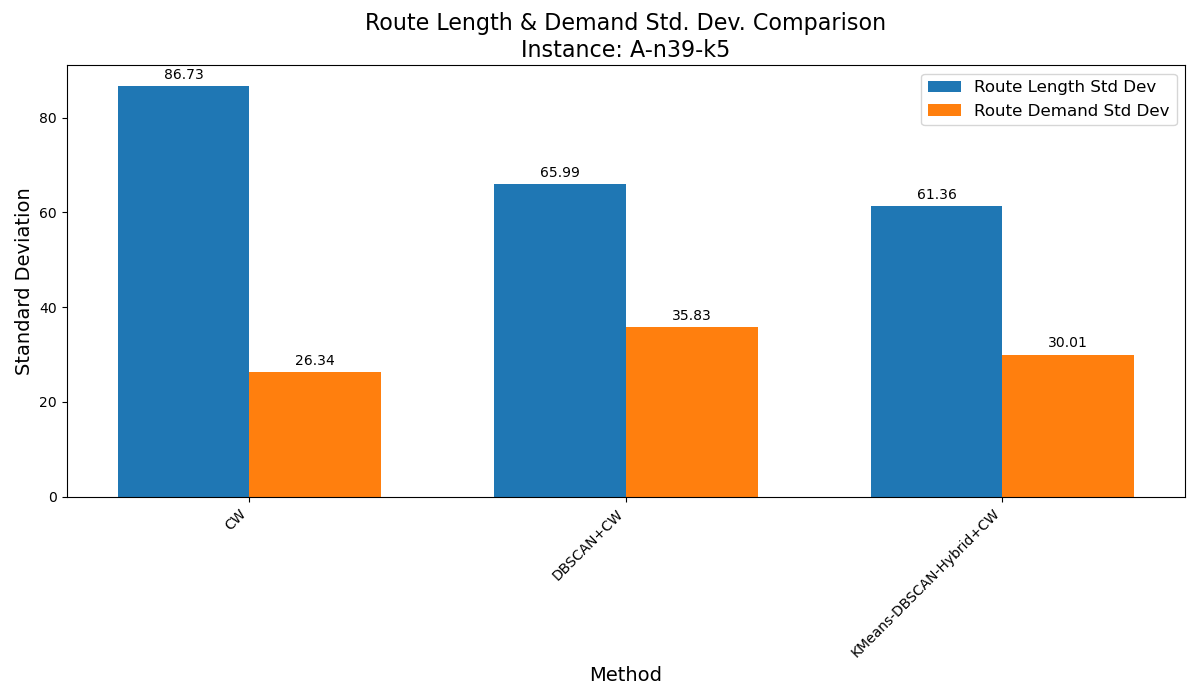 Route Length & Demand Std. Dev. Comparison
Instance: A-n39-k5
Route Length Std Dev
Route Demand Std Dev
Standard Deviation
80
60
40
20
0
86.73
26.34
65.99
35.83
61.36
30.01
CW
DBSCAN+CW
KMeans-DBSCAN-Hybrid+CW
Method